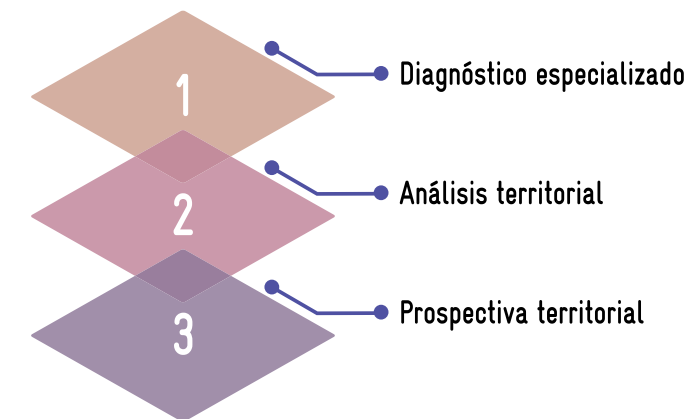 1
Diagnóstico especializado
2
Análisis territorial
3
Prospectiva territorial